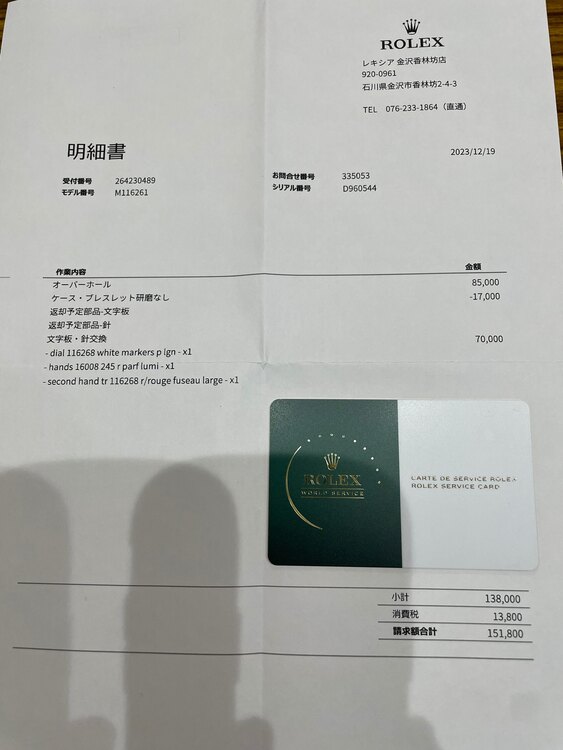 ROLEX
レキシア 金沢香林坊店
920-0961
石川県金沢市香林坊2-4-3
TEL 076-233-1864（直通）
明細書
2023/12/19
受付番号 264230489
お問合せ番号 335053
モデル番号 M116261
シリアル番号 D960544
作業内容 金額
オーバーホール 85,000
ケース・ブレスレット研磨なし -17,000
返却予定部品-文字板
返却予定部品-針
文字板・針交換 70,000
- dial 116268 white markers p lgn - x1
- hands 16008 245 r parf lumi - x1
- second hand tr 116268 r/rouge fuseau large - x1
ROLEX
WORLD SERVICE
CARTE DE SERVICE ROLEX
ROLEX SERVICE CARD
小計 138,000
消費税 13,800
請求額合計 151,800